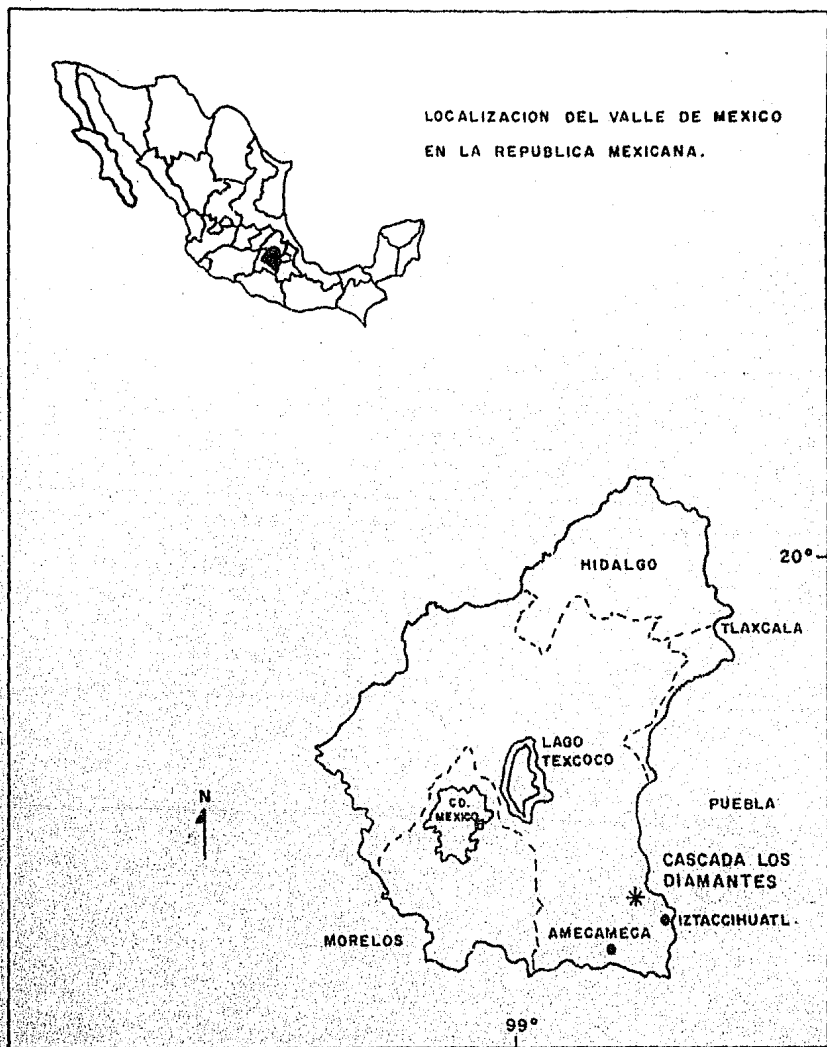 LOCALIZACION DEL VALLE DE MEXICO
EN LA REPUBLICA MEXICANA.
20°
HIDALGO
TLAXCALA
LAGO
TEXCOCO
N
CD.
MEXICO
PUEBLA
CASCADA LOS
DIAMANTES
IZTACCIHUATL.
AMECAMECA
MORELOS
99°